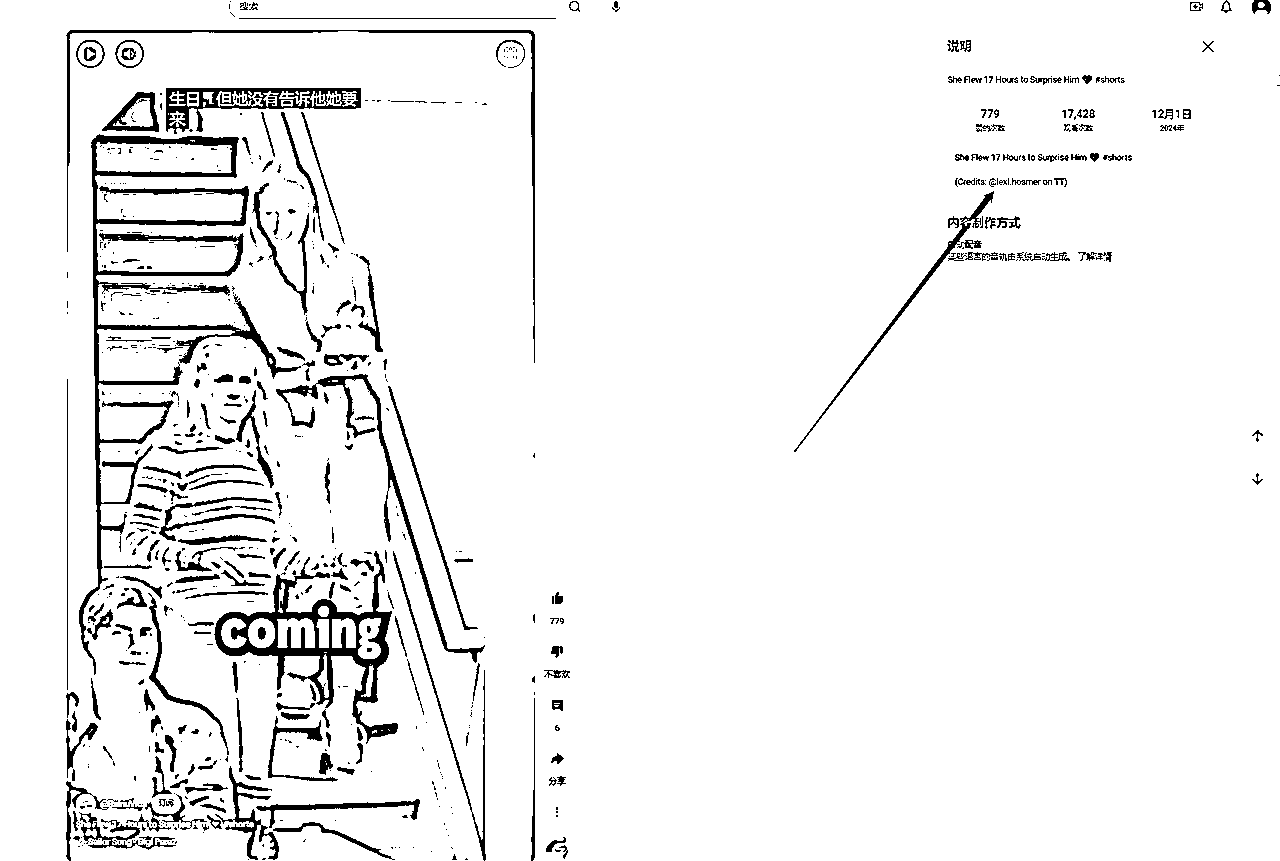 搜索
生日,但她没有告诉他她要
来
coming
订阅
779
不喜欢
6
分享
说明
She Flew 17 Hours to Surprise Him 🖤 #shorts
779
17,428
12月1日
赞的次数
观看次数
2024年
She Flew 17 Hours to Surprise Him 🖤 #shorts
(Credits: @lexi.hosmer on TT)
内容制作方式
自动配音
这些语言的音轨由系统自动生成。 了解详情